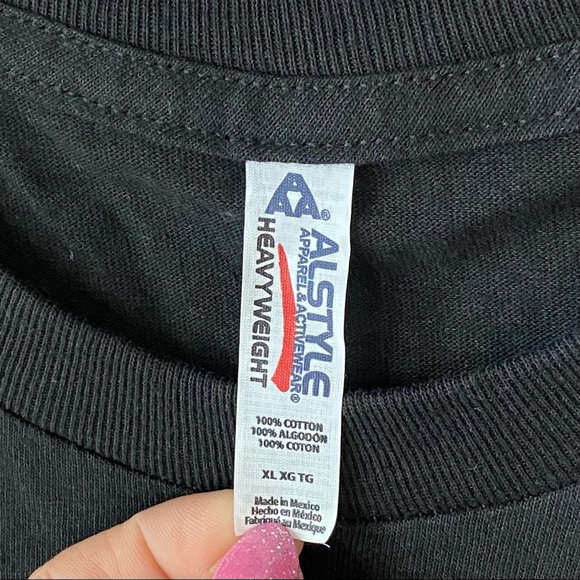 AA®
ALSTYLE
APPAREL & ACTIVEWEAR®
HEAVYWEIGHT
100% COTTON
100% ALGODÓN
100% COTON
XL XG TG
Made in Mexico
Hecho en México
Fabriqué au Mexique